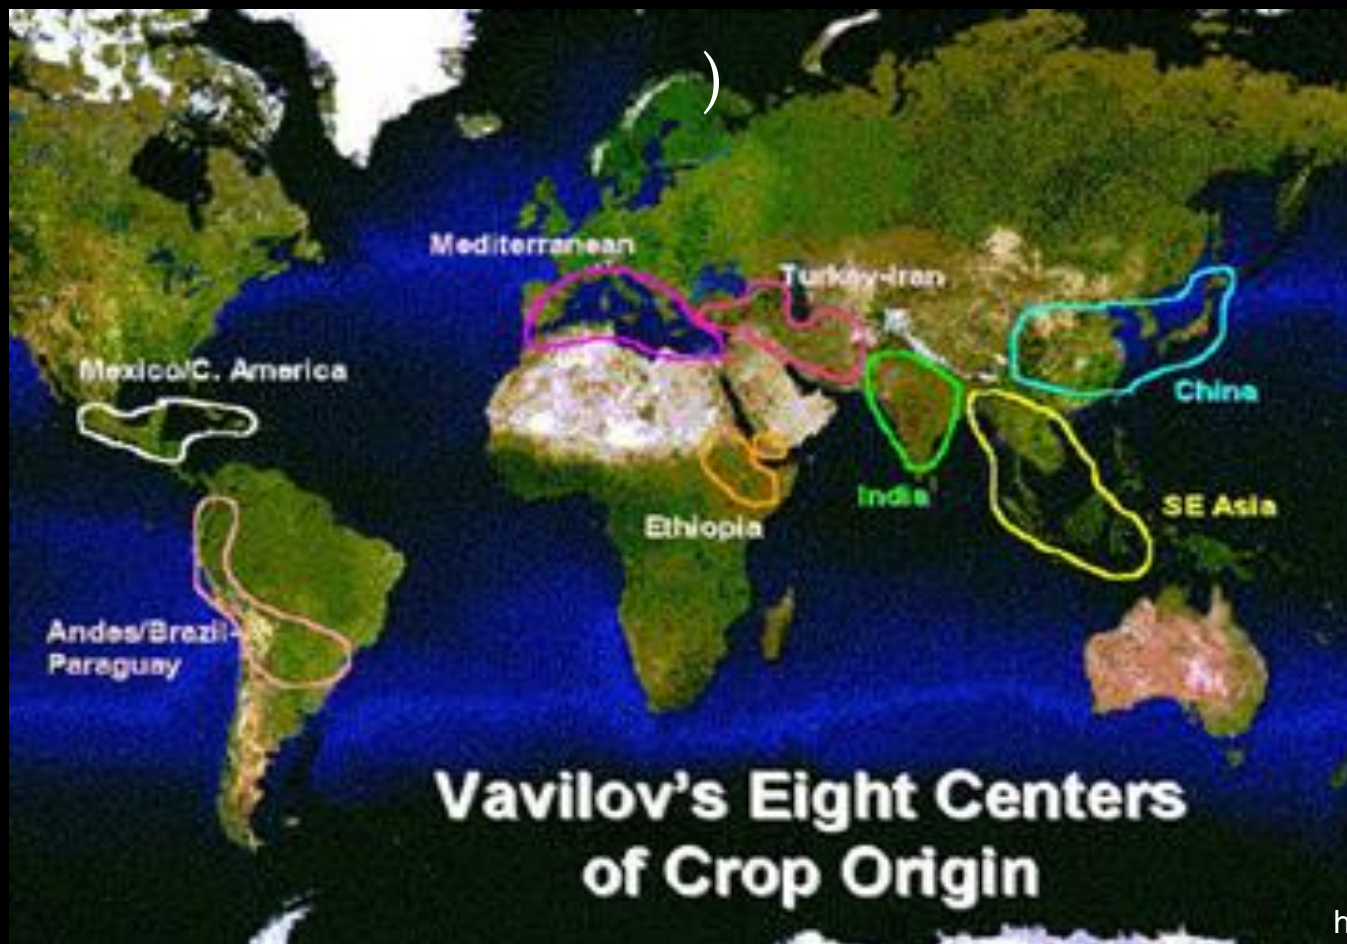 )
Mediterranean
Turkey-Iran
Mexico/C. America
China
India
SE Asia
Ethiopia
Andes/Brazil-
Paraguay
Vavilov's Eight Centers
of Crop Origin
h